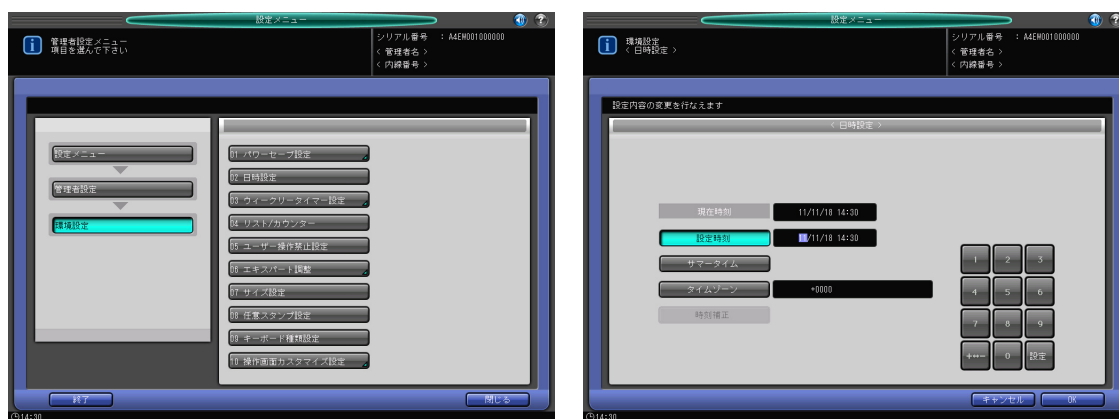 設定メニュー
管理者設定メニュー
項目を選んで下さい
シリアル番号 : A4EM001000000
< 管理者名 >
< 内線番号 >
設定メニュー
管理者設定
環境設定
01 パワーセーブ設定
02 日時設定
03 ウィークリータイマー設定
04 リスト/カウンター
05 ユーザー操作禁止設定
06 エキスパート調整
07 サイズ設定
08 任意スタンプ設定
09 キーボード種類設定
10 操作画面カスタマイズ設定
終了
閉じる
14:30
設定メニュー
環境設定
< 日時設定 >
シリアル番号 : A4EM001000000
< 管理者名 >
< 内線番号 >
設定内容の変更を行なえます
< 日時設定 >
現在時刻 11/11/18 14:30
設定時刻 11/11/18 14:30
サマータイム
タイムゾーン +0000
時刻補正
1 2 3
4 5 6
7 8 9
+↔- 0 設定
キャンセル
OK
14:30